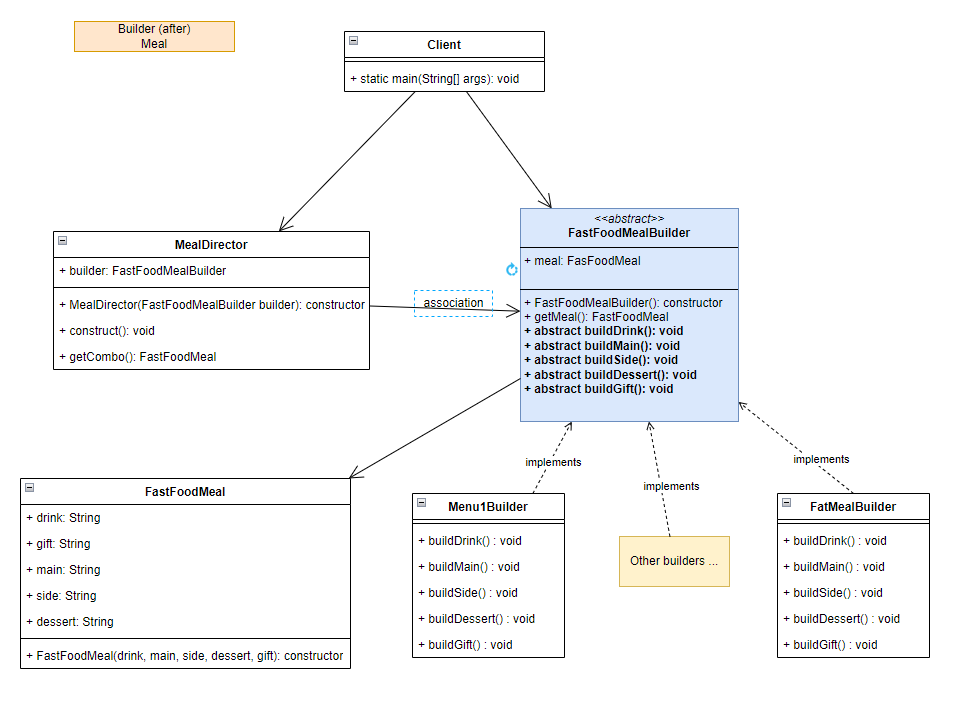 Builder (after)
Meal
Client
+ static main(String[] args): void
MealDirector
+ builder: FastFoodMealBuilder
+ MealDirector(FastFoodMealBuilder builder): constructor
+ construct(): void
+ getCombo(): FastFoodMeal
association
<<abstract>>
FastFoodMealBuilder
+ meal: FasFoodMeal
+ FastFoodMealBuilder(): constructor
+ getMeal(): FastFoodMeal
+ abstract buildDrink(): void
+ abstract buildMain(): void
+ abstract buildSide(): void
+ abstract buildDessert(): void
+ abstract buildGift(): void
implements
implements
implements
FastFoodMeal
+ drink: String
+ gift: String
+ main: String
+ side: String
+ dessert: String
+ FastFoodMeal(drink, main, side, dessert, gift): constructor
Menu1Builder
+ buildDrink() : void
+ buildMain() : void
+ buildSide() : void
+ buildDessert() : void
+ buildGift() : void
Other builders ...
FatMealBuilder
+ buildDrink() : void
+ buildMain() : void
+ buildSide() : void
+ buildDessert() : void
+ buildGift() : void